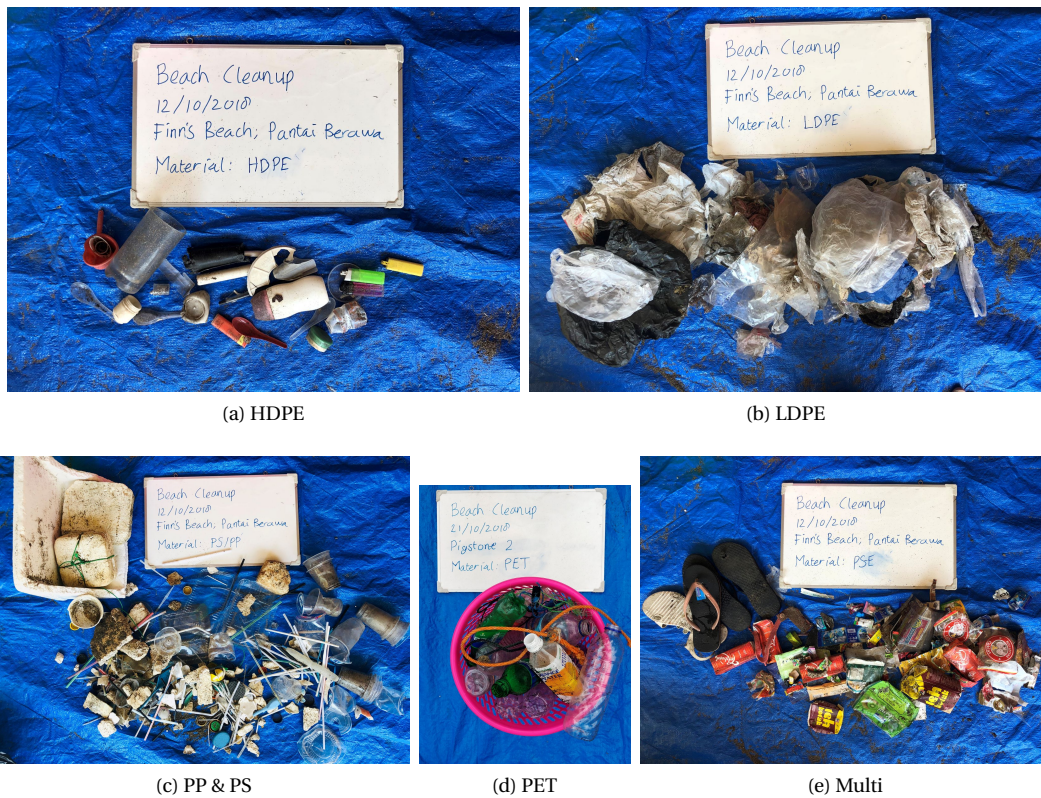 Beach Cleanup
12/10/2018
Finn's Beach; Pantai Berawa
Material: HDPE
(a) HDPE
Beach Cleanup
12/10/2018
Finn's Beach; Pantai Berawa
Material: LDPE
(b) LDPE
Beach Cleanup
12/10/2018
Finn's Beach, Pantai Berawa
Material: PS/PP
(c) PP & PS
Beach Cleanup
21/10/2018
Pigstone 2
Material: PET
(d) PET
Beach Cleanup
12/10/2018
Finn's Beach; Pantai Berawa
Material: PSE
(e) Multi